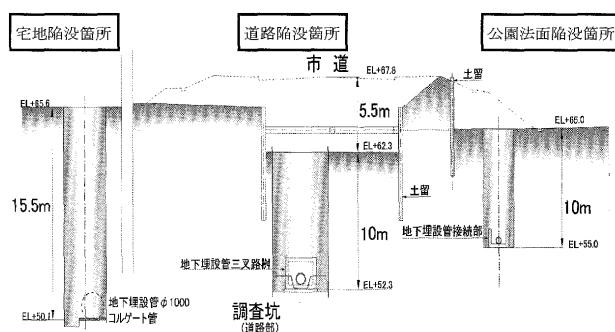 宅地陥没箇所
道路陥没箇所
公園法面陥没箇所
市 道
EL+67.8
土留
EL+65.6
5.5m
EL+65.0
EL+62.3
土留
15.5m
10m
10m
地下埋設管接続部
地下埋設管三叉路桝
EL+55.0
地下埋設管φ1000
コルゲート管
EL+52.3
EL+50.1
調査坑
(道路部)